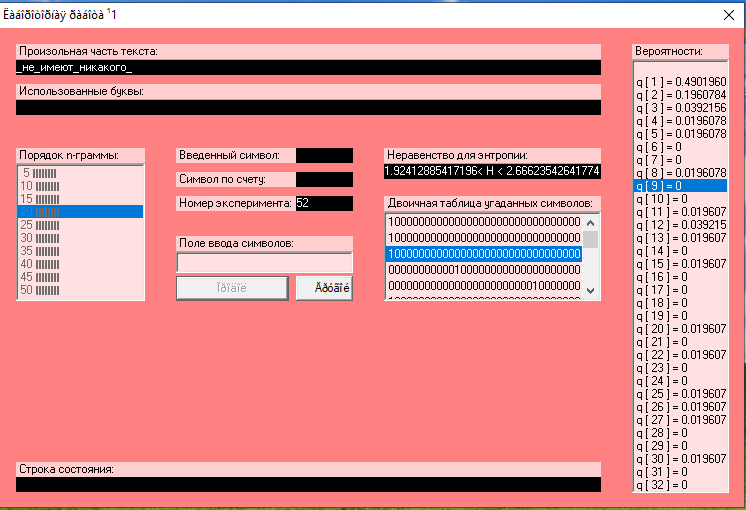 Ëàáîðàòîðíàÿ ðàáîòà ¹1
Произольная часть текста:
_не_имеют_никакого_
Использованные буквы:
Порядок n-граммы:
5 IIIIIIII
10 IIIIIIII
15 IIIIIIII
25 IIIIIIII
30 IIIIIIII
35 IIIIIIII
40 IIIIIIII
45 IIIIIIII
50 IIIIIIII
Введенный символ:
Символ по счету:
Номер эксперимента: 52
Поле ввода символов:
Äðóãîé
Неравенство для энтропии:
1.92412885417196< H < 2.66623542641774
Двоичная таблица угаданных символов:
10000000000000000000000000000000
10000000000000000000000000000000
10000000000000000000000000000000
00000000000100000000000000000000
00000000000000000000000010000000
Вероятности:
q [ 1 ] = 0.4901960
q [ 2 ] = 0.1960784
q [ 3 ] = 0.0392156
q [ 4 ] = 0.0196078
q [ 5 ] = 0.0196078
q [ 6 ] = 0
q [ 7 ] = 0
q [ 8 ] = 0.0196078
q [ 9 ] = 0
q [ 10 ] = 0
q [ 11 ] = 0.019607
q [ 12 ] = 0.039215
q [ 13 ] = 0.019607
q [ 14 ] = 0
q [ 15 ] = 0.019607
q [ 16 ] = 0
q [ 17 ] = 0
q [ 18 ] = 0
q [ 19 ] = 0
q [ 20 ] = 0.019607
q [ 21 ] = 0
q [ 22 ] = 0.019607
q [ 23 ] = 0
q [ 24 ] = 0
q [ 25 ] = 0.019607
q [ 26 ] = 0.019607
q [ 27 ] = 0.019607
q [ 28 ] = 0
q [ 29 ] = 0
q [ 30 ] = 0.019607
q [ 31 ] = 0
q [ 32 ] = 0
Строка состояния: